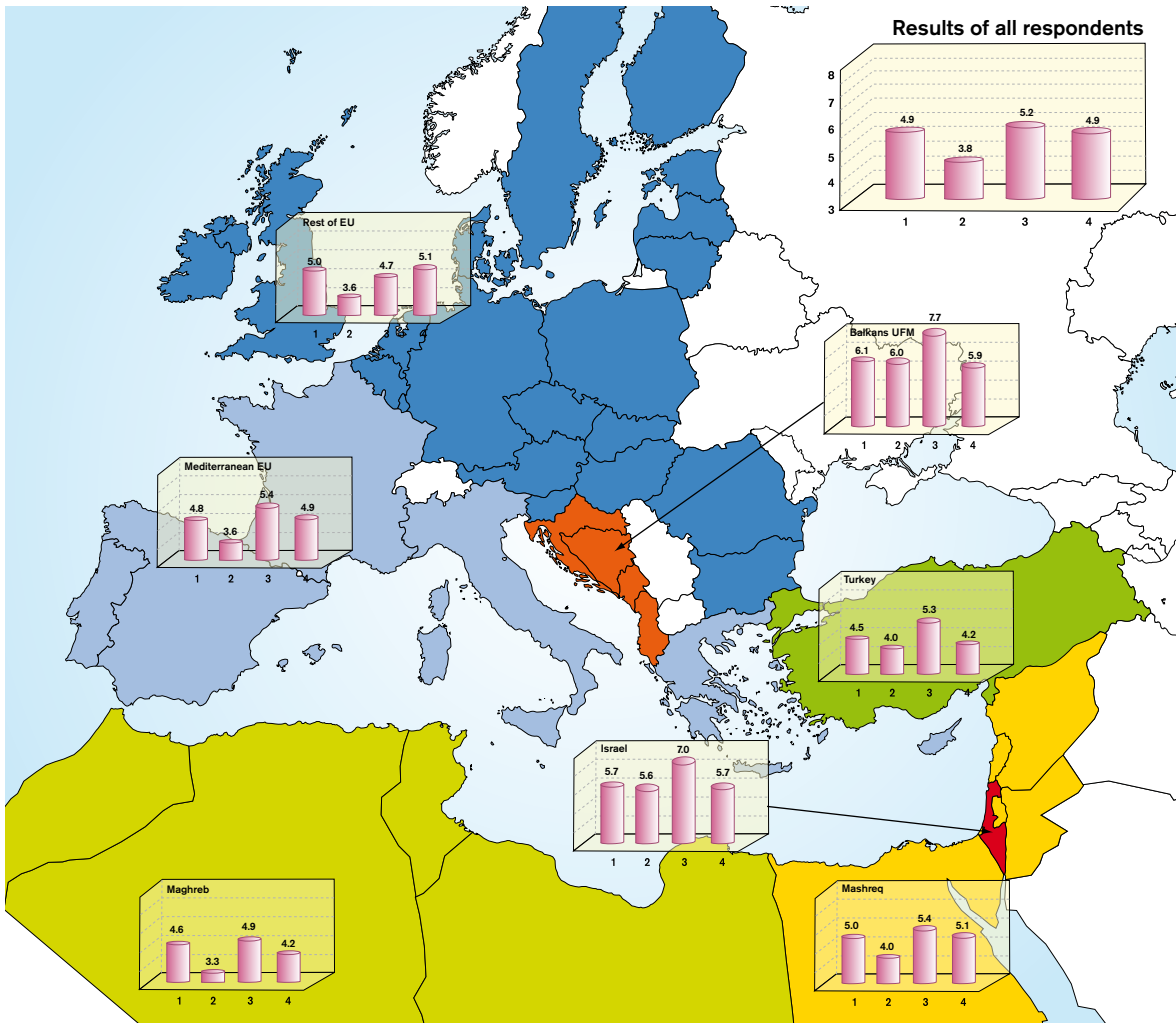 Results of all respondents
8
7
6
5
4
3
4.9
3.8
5.2
4.9
1 2 3 4
Rest of EU
5.0
3.6
4.7
5.1
1 2 3 4
Balkans UFM
6.1
6.0
7.7
5.9
1 2 3 4
Mediterranean EU
4.8
3.6
5.4
4.9
1 2 3 4
Turkey
4.5
4.0
5.3
4.2
1 2 3 4
Israel
5.7
5.6
7.0
5.7
1 2 3 4
Maghreb
4.6
3.3
4.9
4.2
1 2 3 4
Mashreq
5.0
4.0
5.4
5.1
1 2 3 4